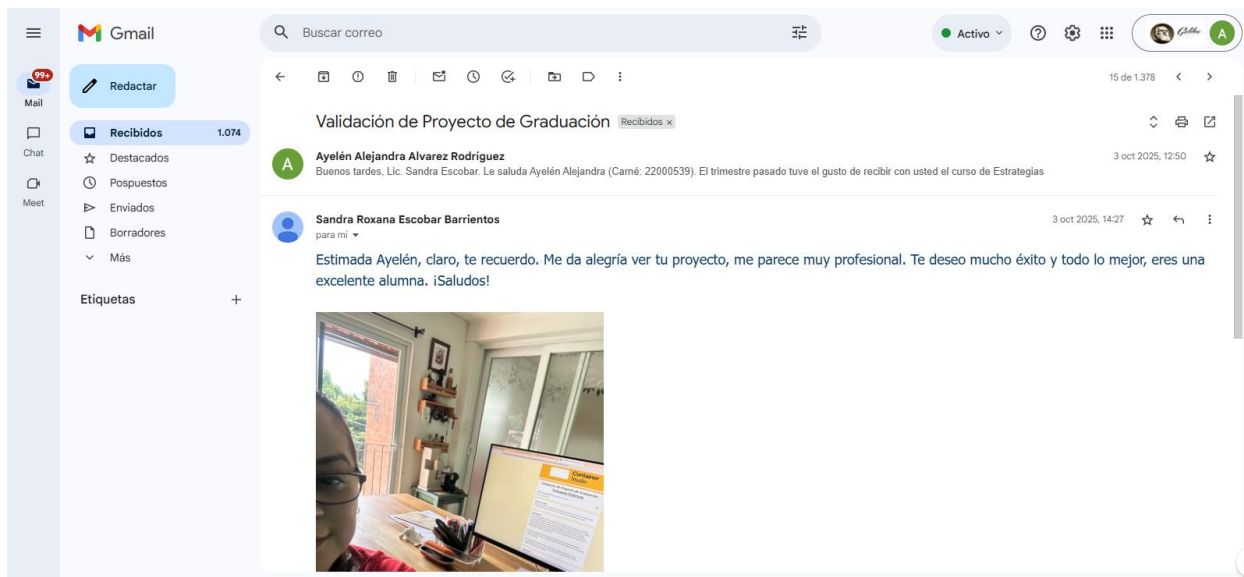 Gmail
Buscar correo
Activo
A
99+
Mail
Chat
Meet
Redactar
Recibidos 1.074
Destacados
Pospuestos
Enviados
Borradores
Más
Etiquetas
15 de 1.378
Validación de Proyecto de Graduación Recibidos ×
A
Ayelén Alejandra Alvarez Rodríguez 3 oct 2025, 12:50
Buenos tardes, Lic. Sandra Escobar. Le saluda Ayelén Alejandra (Carné: 22000539). El trimestre pasado tuve el gusto de recibir con usted el curso de Estrategias
Sandra Roxana Escobar Barrientos 3 oct 2025, 14:27
para mí
Estimada Ayelén, claro, te recuerdo. Me da alegría ver tu proyecto, me parece muy profesional. Te deseo mucho éxito y todo lo mejor, eres una
excelente alumna. ¡Saludos!
Container